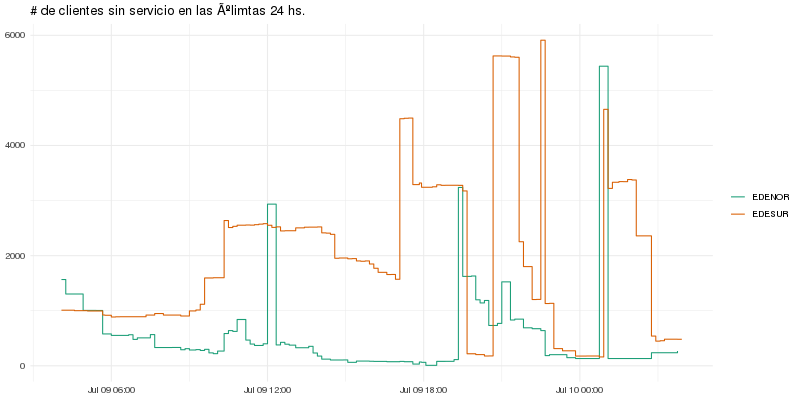 # de clientes sin servicio en las Ãºlimtas 24 hs.
6000
4000
2000
0
Jul 09 06:00
Jul 09 12:00
Jul 09 18:00
Jul 10 00:00
EDENOR
EDESUR